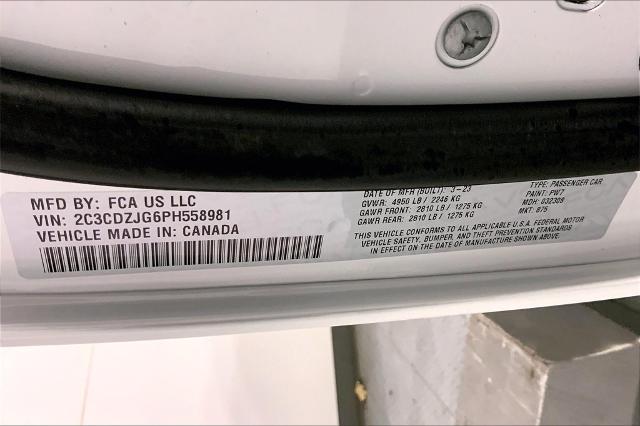 MFD BY: FCA US LLC
VIN: 2C3CDZJG6PH558981
VEHICLE MADE IN: CANADA
DATE OF MFR (BUILT): 3-23
GVWR: 4950 LB / 2246 KG
GAWR FRONT: 2810 LB / 1275 KG
GAWR REAR: 2810 LB / 1275 KG
TYPE: PASSENGER CAR
PAINT: PW7
MDH: 032309
MKT: 875
THIS VEHICLE CONFORMS TO ALL APPLICABLE U.S.A. FEDERAL MOTOR
VEHICLE SAFETY, BUMPER, AND THEFT PREVENTION STANDARDS
IN EFFECT ON THE DATE OF MANUFACTURE SHOWN ABOVE.